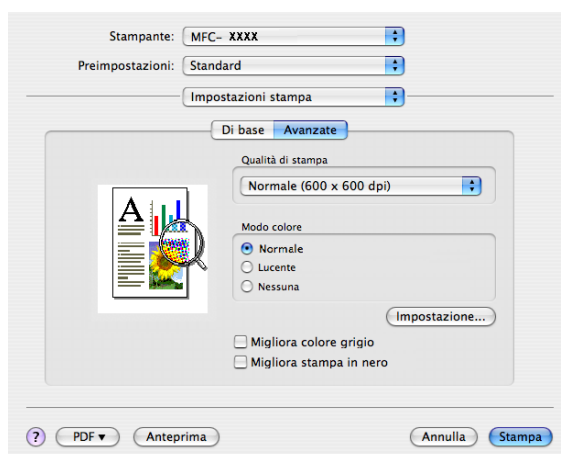 Stampante: MFC- XXXX
Preimpostazioni: Standard
Impostazioni stampa
Di base Avanzate
Qualità di stampa
Normale (600 x 600 dpi)
A
Modo colore
Normale
Lucente
Nessuna
Impostazione...
Migliora colore grigio
Migliora stampa in nero
? PDF ▾ Anteprima Annulla Stampa